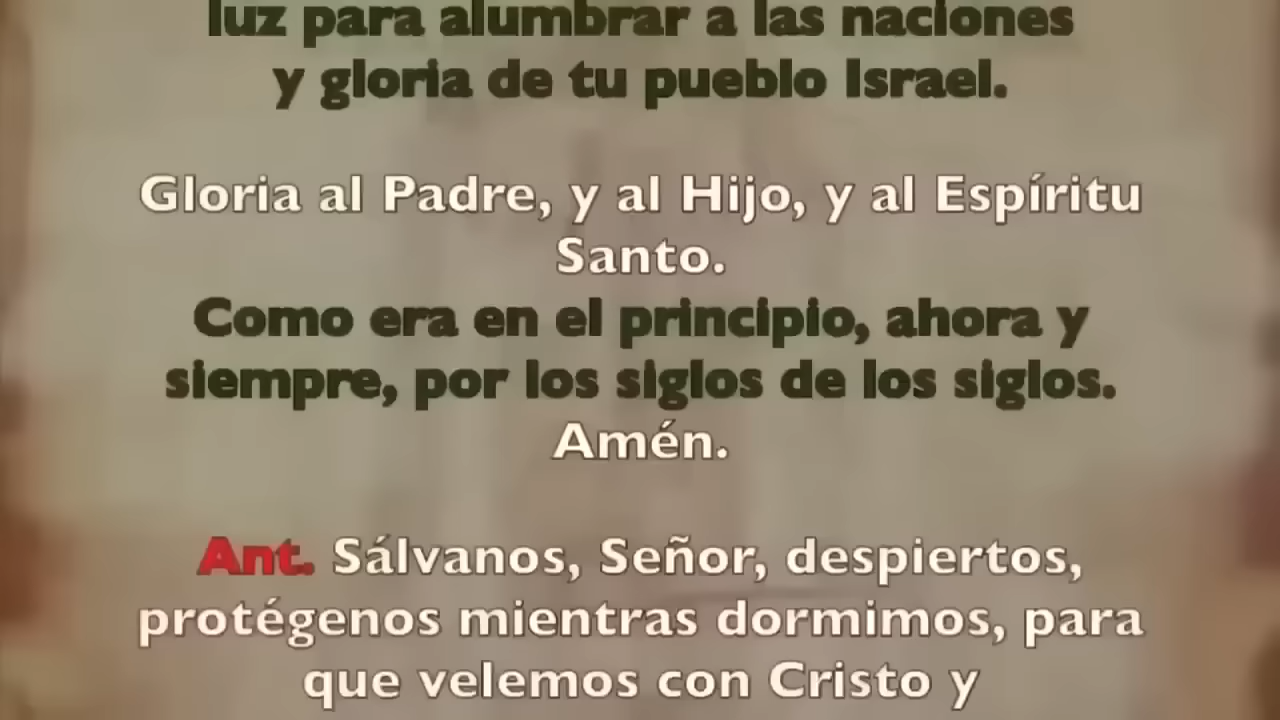 luz para alumbrar a las naciones
y gloria de tu pueblo Israel.
Gloria al Padre, y al Hijo, y al Espíritu
Santo.
Como era en el principio, ahora y
siempre, por los siglos de los siglos.
Amén.
Ant. Sálvanos, Señor, despiertos,
protégenos mientras dormimos, para
que velemos con Cristo y